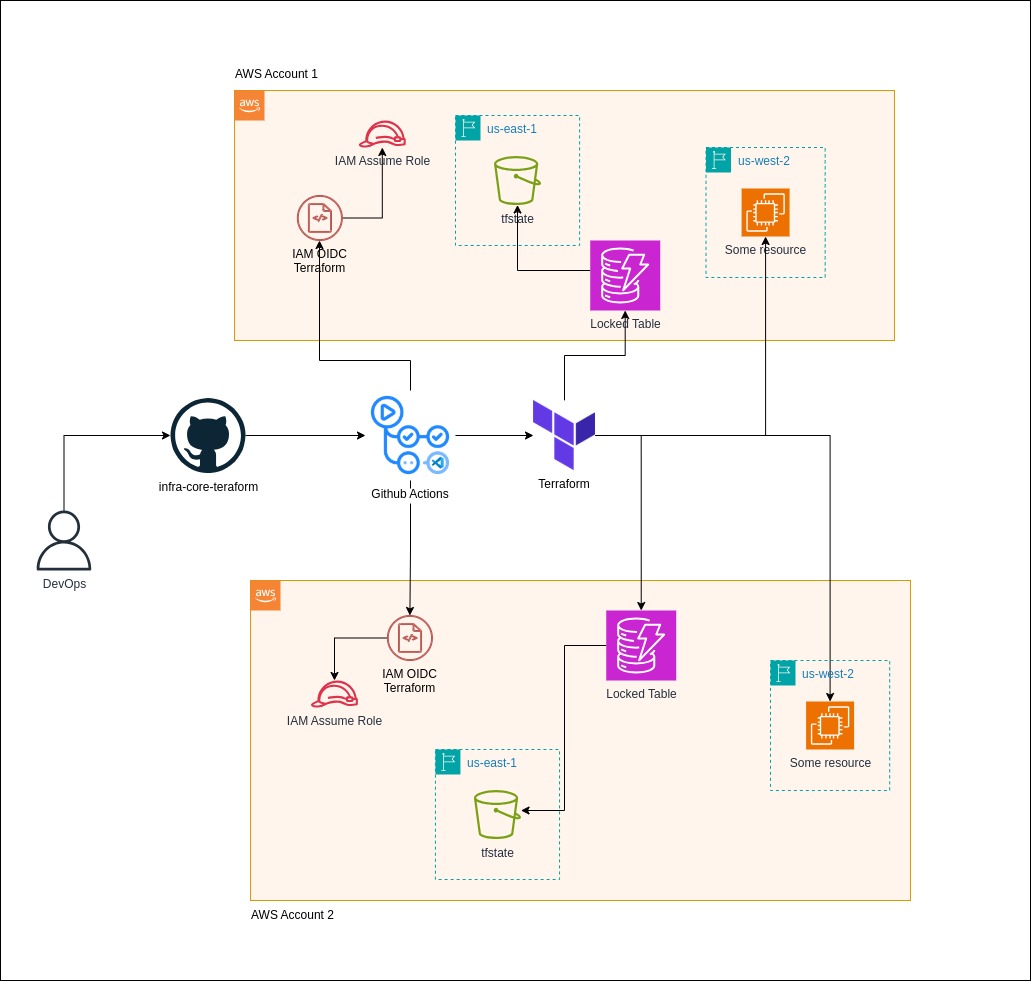 AWS Account 1
aws
IAM Assume Role
us-east-1
us-west-2
tfstate
IAM OIDC
Terraform
Some resource
Locked Table
infra-core-teraform
Github Actions
Terraform
DevOps
aws
IAM OIDC
Terraform
IAM Assume Role
Locked Table
us-west-2
Some resource
us-east-1
tfstate
AWS Account 2